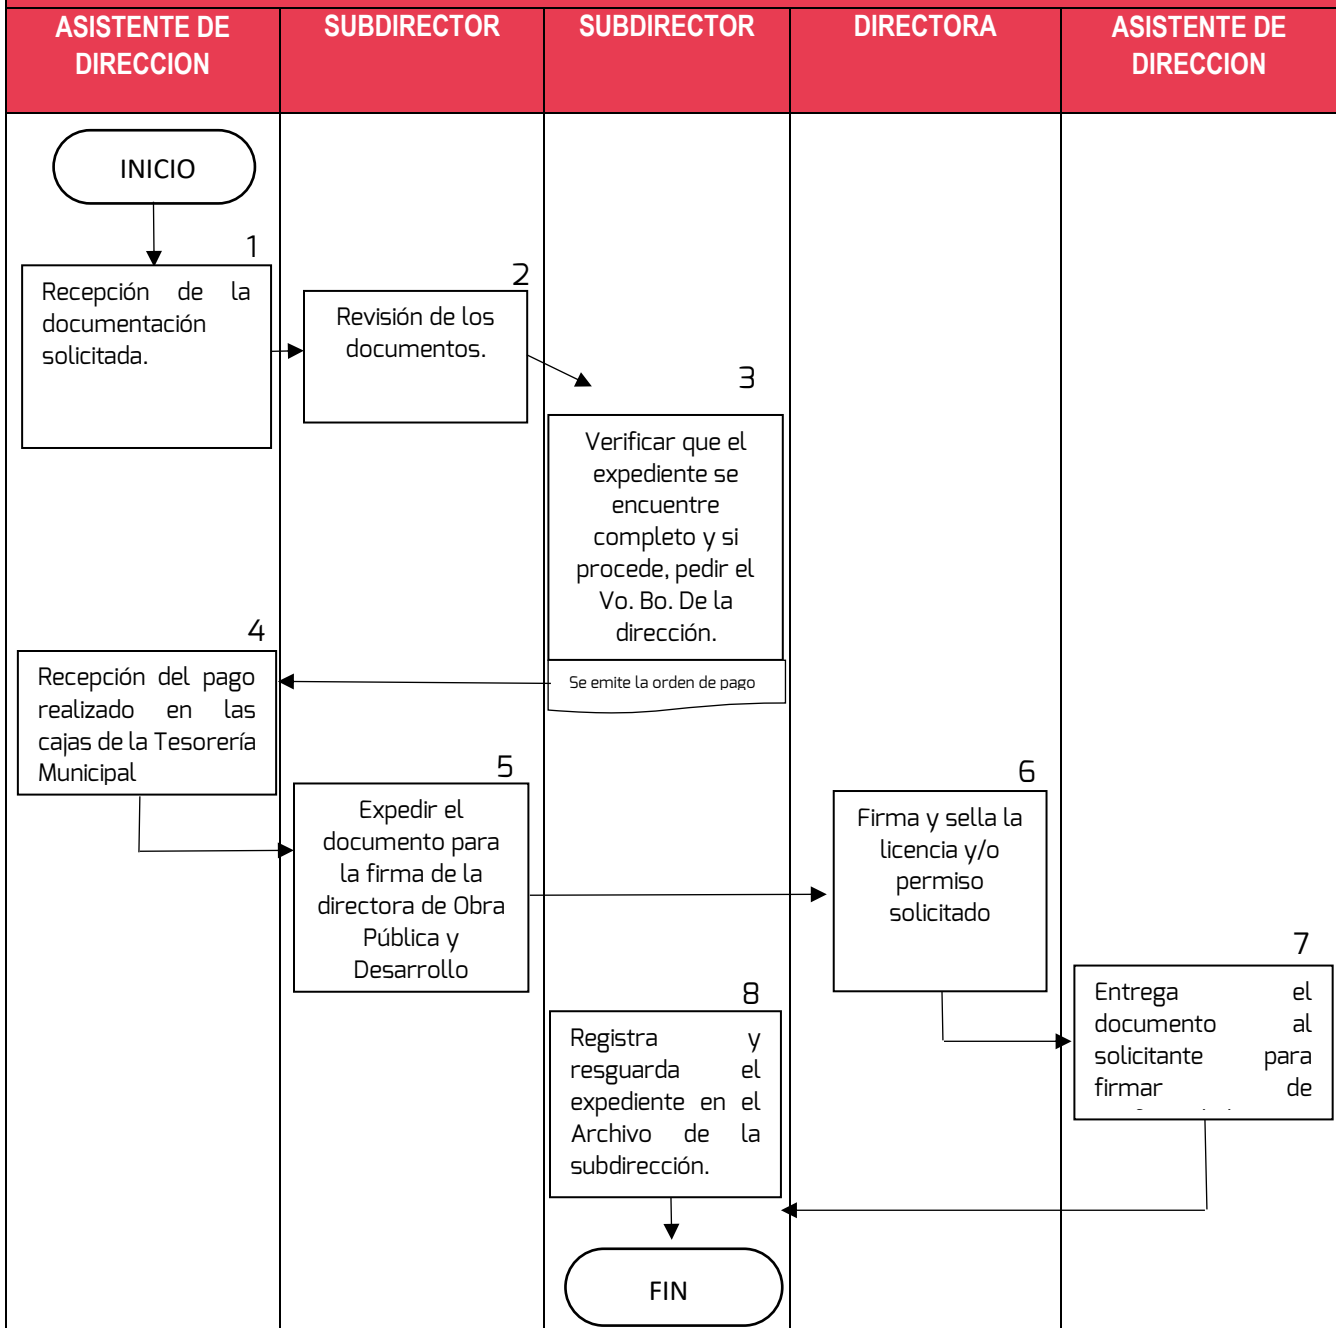 ASISTENTE DE
DIRECCION
SUBDIRECTOR
SUBDIRECTOR
DIRECTORA
ASISTENTE DE
DIRECCION
INICIO
1
Recepción de la
documentación
solicitada.
2
Revisión de los
documentos.
3
Verificar que el
expediente se
encuentre
completo y si
procede, pedir el
Vo. Bo. De la
dirección.
Se emite la orden de pago
4
Recepción del pago
realizado en las
cajas de la Tesorería
Municipal
5
Expedir el
documento para
la firma de la
directora de Obra
Pública y
Desarrollo
6
Firma y sella la
licencia y/o
permiso
solicitado
7
Entrega el
documento al
solicitante para
firmar de
8
Registra y
resguarda el
expediente en el
Archivo de la
subdirección.
FIN